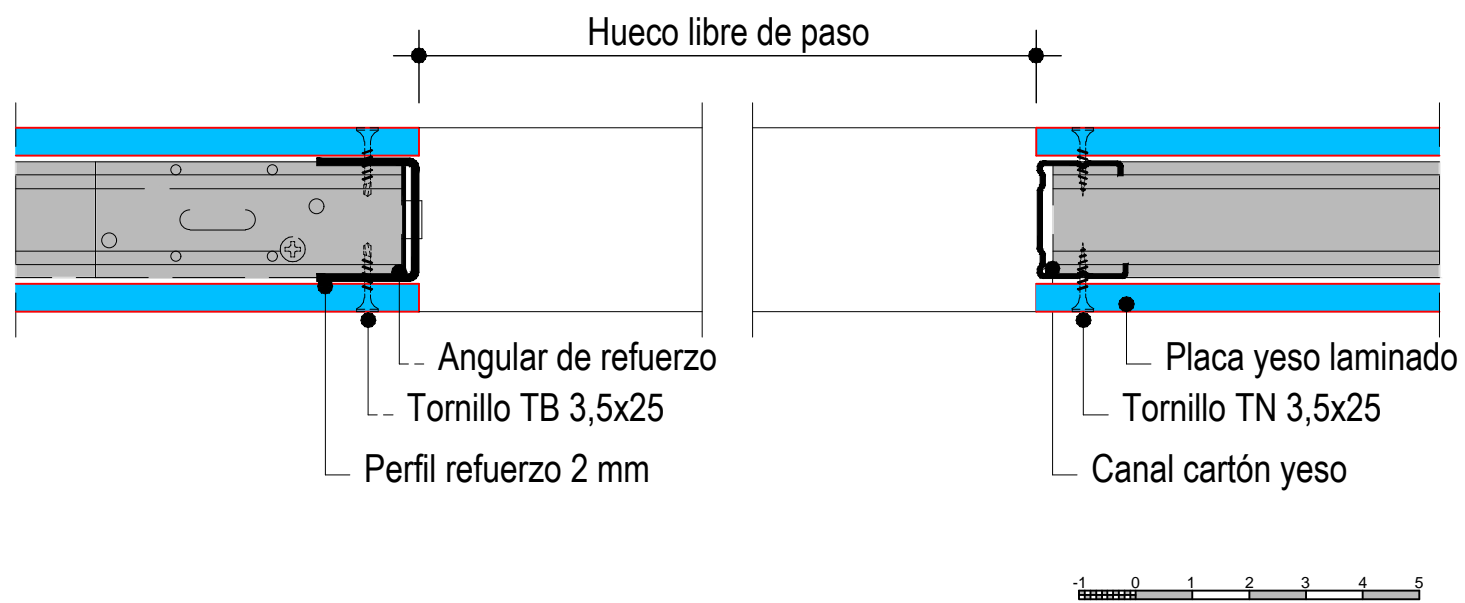 Hueco libre de paso
Angular de refuerzo
Placa yeso laminado
Tornillo TB 3,5x25
Tornillo TN 3,5x25
Perfil refuerzo 2 mm
Canal cartón yeso
-1 0 1 2 3 4 5